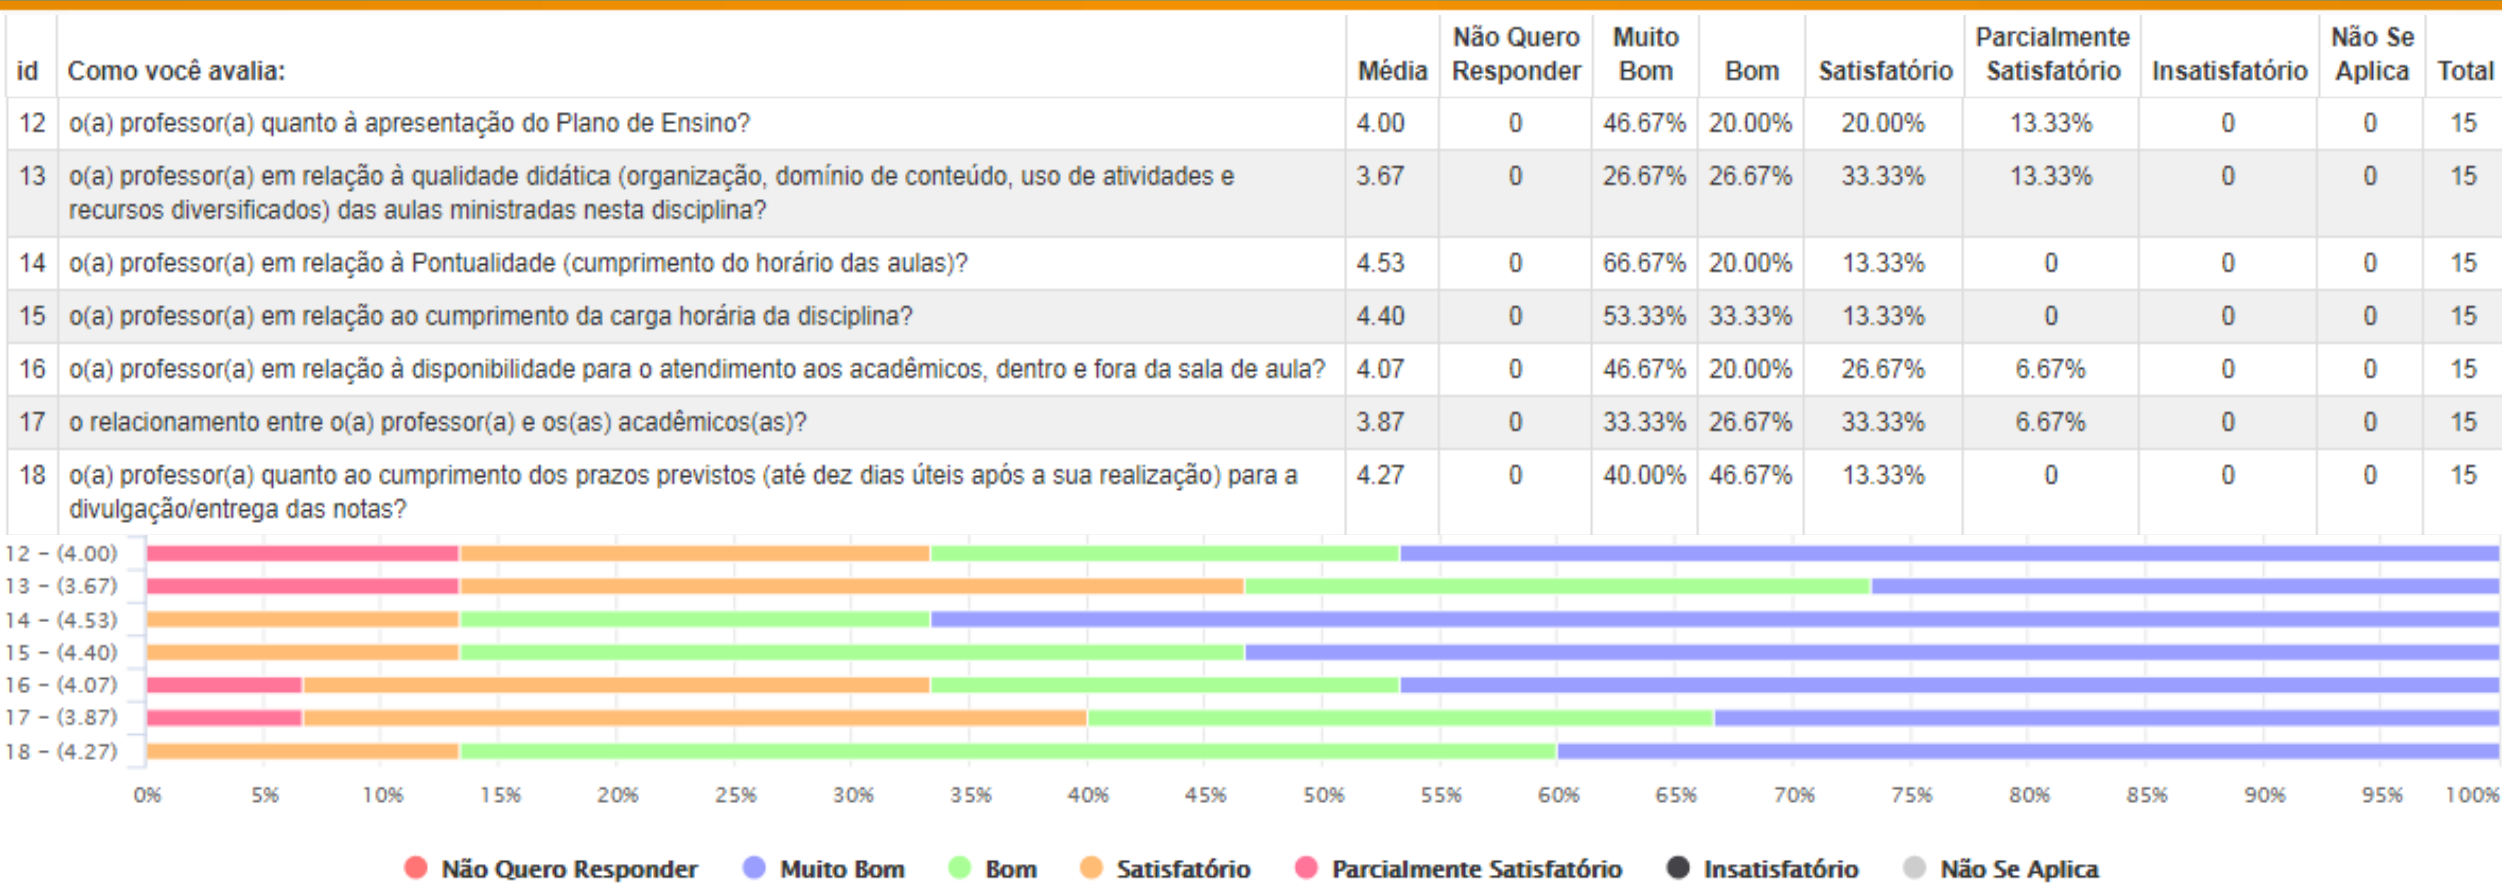 id Como você avalia: Média Não Quero Responder Muito Bom Bom Satisfatório Parcialmente Satisfatório Insatisfatório Não Se Aplica Total
12 o(a) professor(a) quanto à apresentação do Plano de Ensino? 4.00 0 46.67% 20.00% 20.00% 13.33% 0 0 15
13 o(a) professor(a) em relação à qualidade didática (organização, domínio de conteúdo, uso de atividades e 3.67 0 26.67% 26.67% 33.33% 13.33% 0 0 15
recursos diversificados) das aulas ministradas nesta disciplina?
14 o(a) professor(a) em relação à Pontualidade (cumprimento do horário das aulas)? 4.53 0 66.67% 20.00% 13.33% 0 0 0 15
15 o(a) professor(a) em relação ao cumprimento da carga horária da disciplina? 4.40 0 53.33% 33.33% 13.33% 0 0 0 15
16 o(a) professor(a) em relação à disponibilidade para o atendimento aos acadêmicos, dentro e fora da sala de aula? 4.07 0 46.67% 20.00% 26.67% 6.67% 0 0 15
17 o relacionamento entre o(a) professor(a) e os(as) acadêmicos(as)? 3.87 0 33.33% 26.67% 33.33% 6.67% 0 0 15
18 o(a) professor(a) quanto ao cumprimento dos prazos previstos (até dez dias úteis após a sua realização) para a 4.27 0 40.00% 46.67% 13.33% 0 0 0 15
divulgação/entrega das notas?
12 - (4.00)
13 - (3.67)
14 - (4.53)
15 - (4.40)
16 - (4.07)
17 - (3.87)
18 - (4.27)
0% 5% 10% 15% 20% 25% 30% 35% 40% 45% 50% 55% 60% 65% 70% 75% 80% 85% 90% 95% 100%
Não Quero Responder Muito Bom Bom Satisfatório Parcialmente Satisfatório Insatisfatório Não Se Aplica